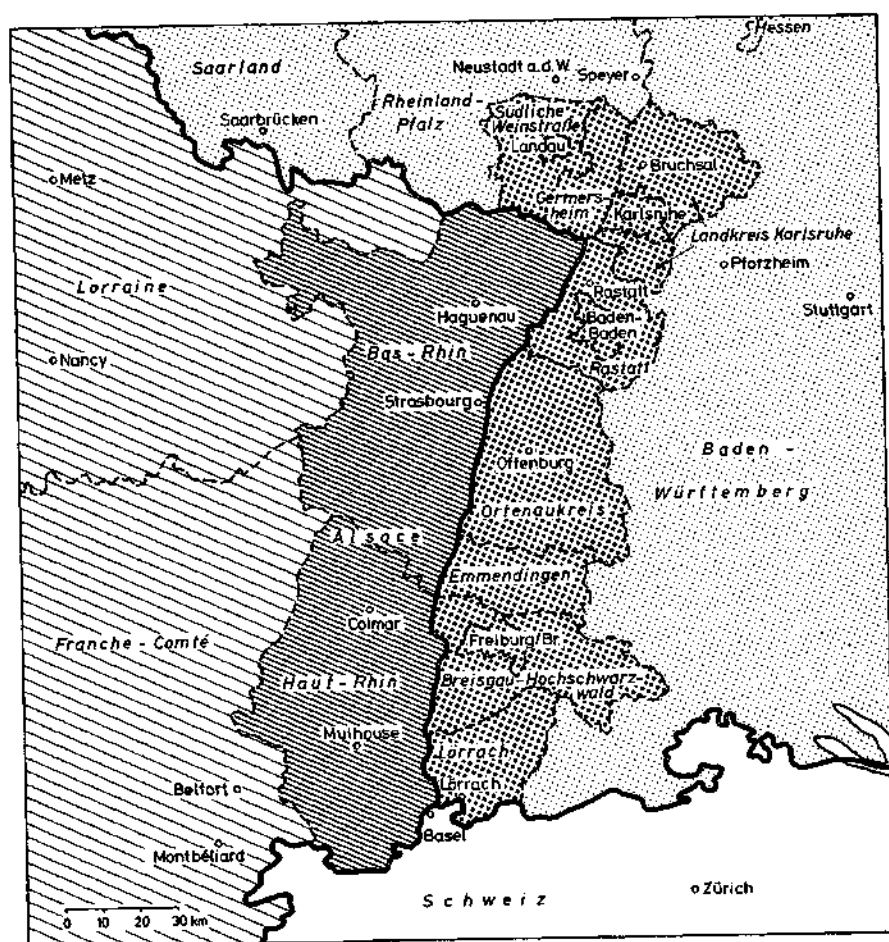 Hessen
Saarland
Neustadt a.d.W.
Speyer
Rheinland-
Pfalz
Saarbrücken
Südliche
Weinstraße
Landau
Bruchsal
Metz
Germers-
heim
Karlsruhe
Landkreis Karlsruhe
Pforzheim
Lorraine
Rastatt
Stuttgart
Haguenau
Baden-
Baden
Nancy
Bas-Rhin
Rastatt
Strasbourg
Offenburg
Baden-
Württemberg
Ortenaukreis
Alsace
Emmendingen
Colmar
Freiburg/Br.
Franche-Comté
Haut-Rhin
Breisgau-Hochschwarz-
wald
Mulhouse
Lörrach
Belfort
Lörrach
Basel
Montbéliard
Schweiz
Zürich
0 10 20 30 km